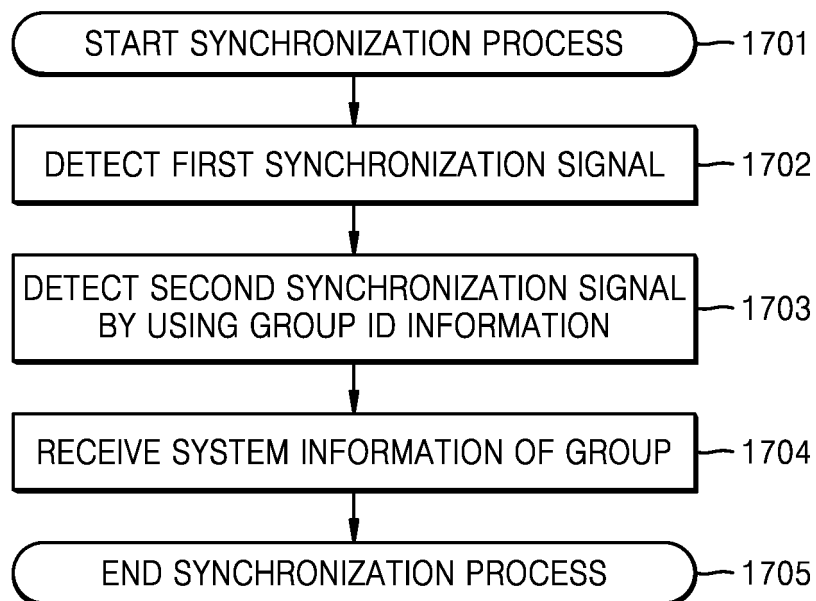 START SYNCHRONIZATION PROCESS 1701
DETECT FIRST SYNCHRONIZATION SIGNAL 1702
DETECT SECOND SYNCHRONIZATION SIGNAL
BY USING GROUP ID INFORMATION 1703
RECEIVE SYSTEM INFORMATION OF GROUP 1704
END SYNCHRONIZATION PROCESS 1705